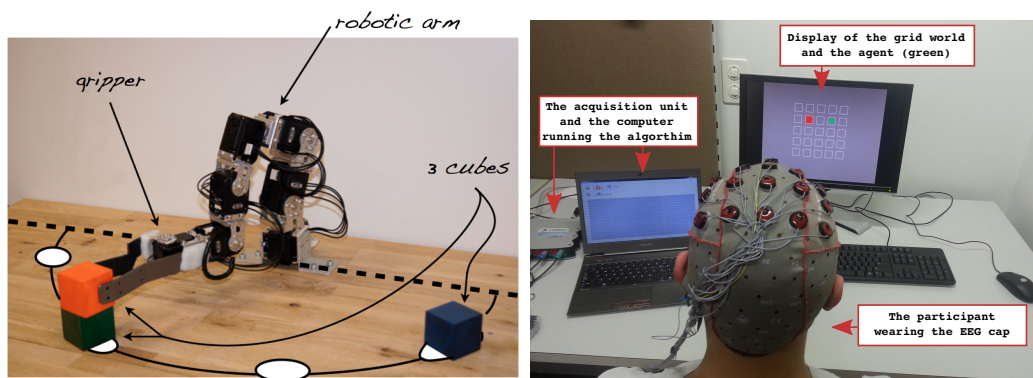 robotic arm
gripper
3 cubes
Display of the grid world
and the agent (green)
The acquisition unit
and the computer
running the algorthim
The participant
wearing the EEG cap